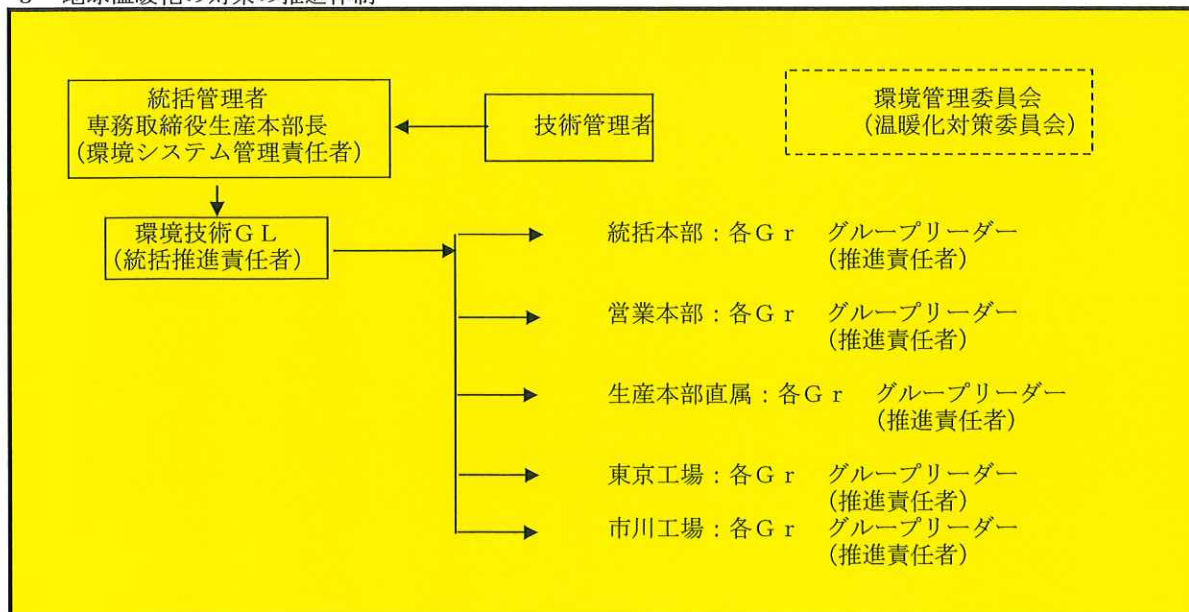 統括管理者
専務取締役生産本部長
(環境システム管理責任者)
技術管理者
環境管理委員会
(温暖化対策委員会)
環境技術ＧＬ
(統括推進責任者)
統括本部：各Ｇｒ　グループリーダー
(推進責任者)
営業本部：各Ｇｒ　グループリーダー
(推進責任者)
生産本部直属：各Ｇｒ　グループリーダー
(推進責任者)
東京工場：各Ｇｒ　グループリーダー
(推進責任者)
市川工場：各Ｇｒ　グループリーダー
(推進責任者)